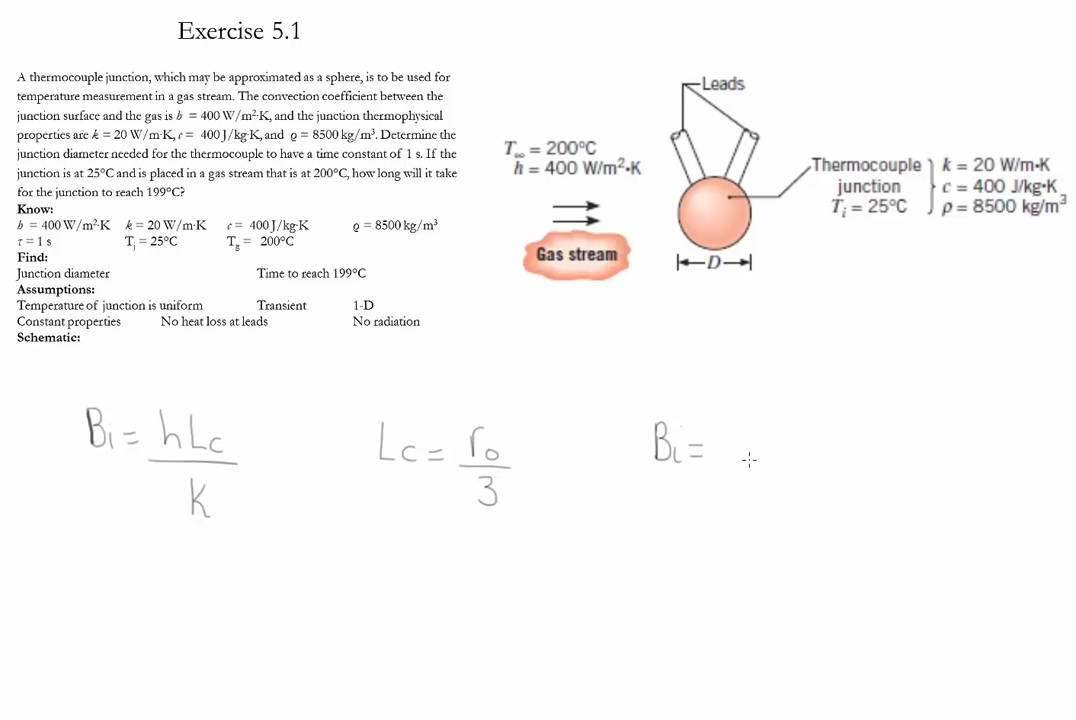 Exercise 5.1
A thermocouple junction, which may be approximated as a sphere, is to be used for
temperature measurement in a gas stream. The convection coefficient between the
junction surface and the gas is h = 400 W/m²·K, and the junction thermophysical
properties are k = 20 W/m·K, c = 400 J/kg·K, and ϱ = 8500 kg/m³. Determine the
junction diameter needed for the thermocouple to have a time constant of 1 s. If the
junction is at 25°C and is placed in a gas stream that is at 200°C, how long will it take
for the junction to reach 199°C?
Know:
h = 400 W/m²·K k = 20 W/m·K c = 400 J/kg·K ϱ = 8500 kg/m³
τ = 1 s Tⱼ = 25°C T_g = 200°C
Find:
Junction diameter Time to reach 199°C
Assumptions:
Temperature of junction is uniform Transient 1-D
Constant properties No heat loss at leads No radiation
Schematic:
Leads
T∞ = 200°C
h = 400 W/m²•K
Gas stream
Thermocouple
junction
Tᵢ = 25°C
k = 20 W/m•K
c = 400 J/kg•K
ρ = 8500 kg/m³
D
Bi = hLc / k
Lc = r₀ / 3
Bi =